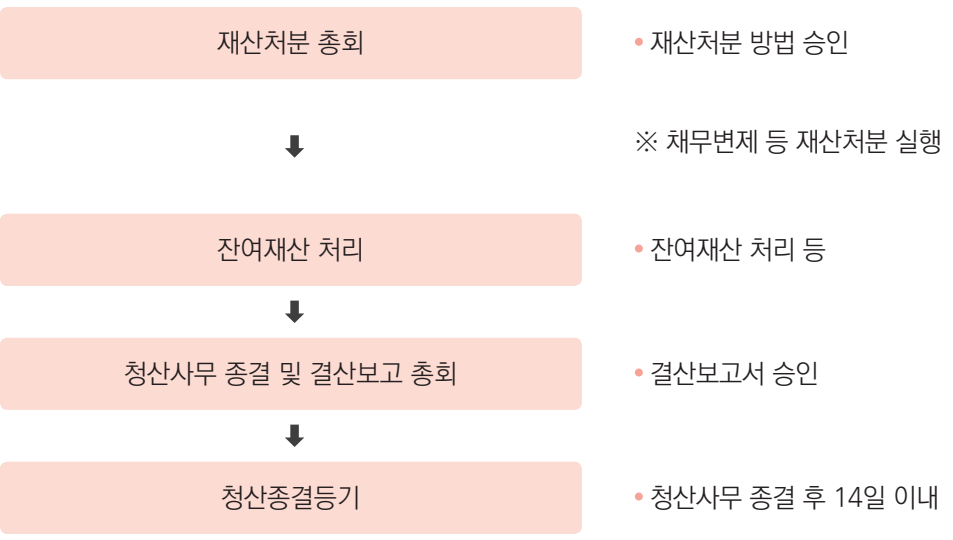 재산처분 총회
• 재산처분 방법 승인
※ 채무변제 등 재산처분 실행
잔여재산 처리
• 잔여재산 처리 등
청산사무 종결 및 결산보고 총회
• 결산보고서 승인
청산종결등기
• 청산사무 종결 후 14일 이내